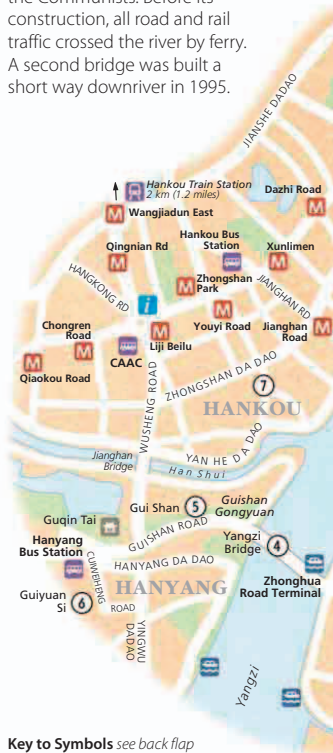 the Communists. Before its
construction, all road and rail
traffic crossed the river by ferry.
A second bridge was built a
short way downriver in 1995.
JIANSHE DADAO
Hankou Train Station
2 km (1.2 miles)
Dazhi Road
Wangjiadun East
Qingnian Rd
Hankou Bus
Station
Xunlimen
HANGKONG RD
Zhongshan
Park
JIANGHAN RD
i
Chongren
Road
Youyi Road
Jianghan
Road
Liji Beilu
CAAC
Qiaokou Road
WUSHENG ROAD
ZHONGSHAN DA DAO
7
HANKOU
Jianghan
Bridge
YAN HE DA DAO
Han Shui
Gui Shan
5
Guishan
Gongyuan
Guqin Tai
GUISHAN ROAD
Yangzi
Bridge
4
Hanyang
Bus Station
HANYANG DA DAO
Zhonghua
Road Terminal
CUIWEIHENG
ROAD
HANYANG
Guiyuan
Si
6
YINGWU
DADAO
Yangzi
Key to Symbols see back flap